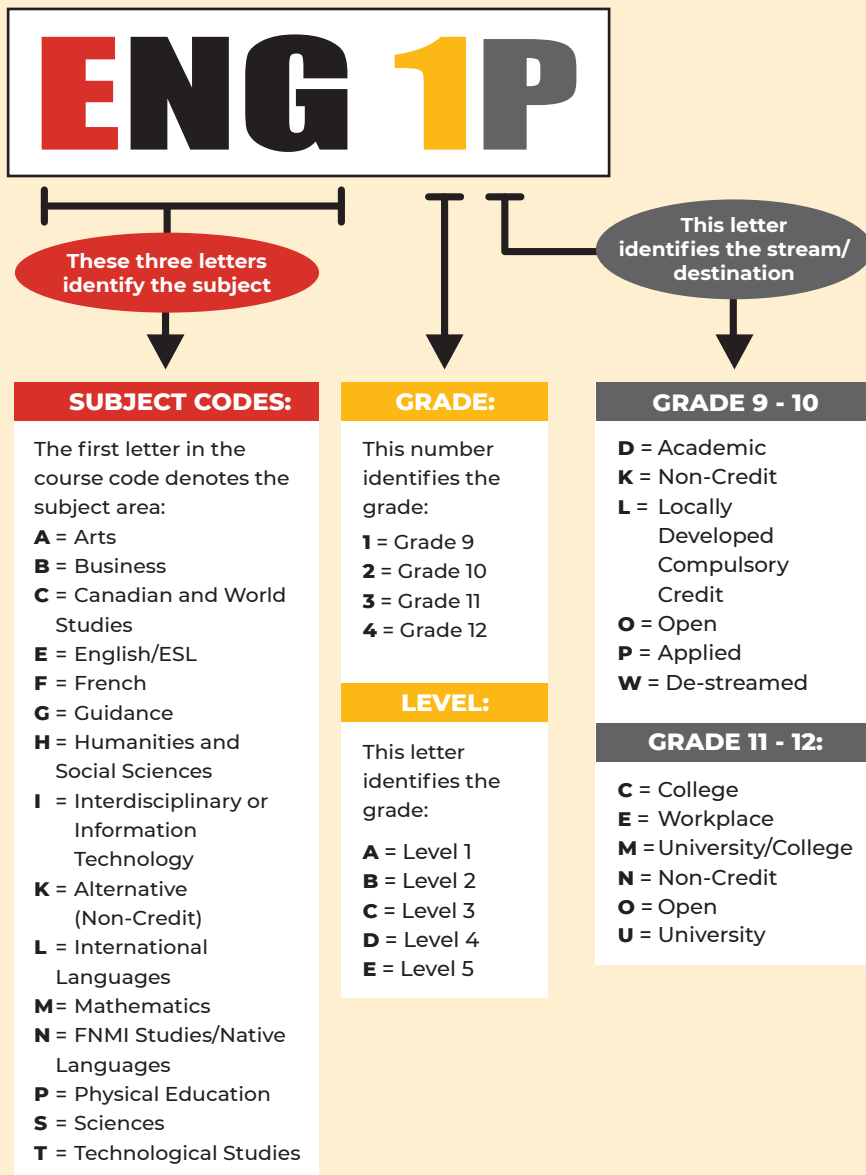 ENG 1P
These three letters
identify the subject
This letter
identifies the stream/
destination
SUBJECT CODES:
The first letter in the
course code denotes the
subject area:
A = Arts
B = Business
C = Canadian and World
Studies
E = English/ESL
F = French
G = Guidance
H = Humanities and
Social Sciences
I = Interdisciplinary or
Information
Technology
K = Alternative
(Non-Credit)
L = International
Languages
M = Mathematics
N = FNMI Studies/Native
Languages
P = Physical Education
S = Sciences
T = Technological Studies
GRADE:
This number
identifies the
grade:
1 = Grade 9
2 = Grade 10
3 = Grade 11
4 = Grade 12
LEVEL:
This letter
identifies the
grade:
A = Level 1
B = Level 2
C = Level 3
D = Level 4
E = Level 5
GRADE 9 - 10
D = Academic
K = Non-Credit
L = Locally
Developed
Compulsory
Credit
O = Open
P = Applied
W = De-streamed
GRADE 11 - 12:
C = College
E = Workplace
M = University/College
N = Non-Credit
O = Open
U = University